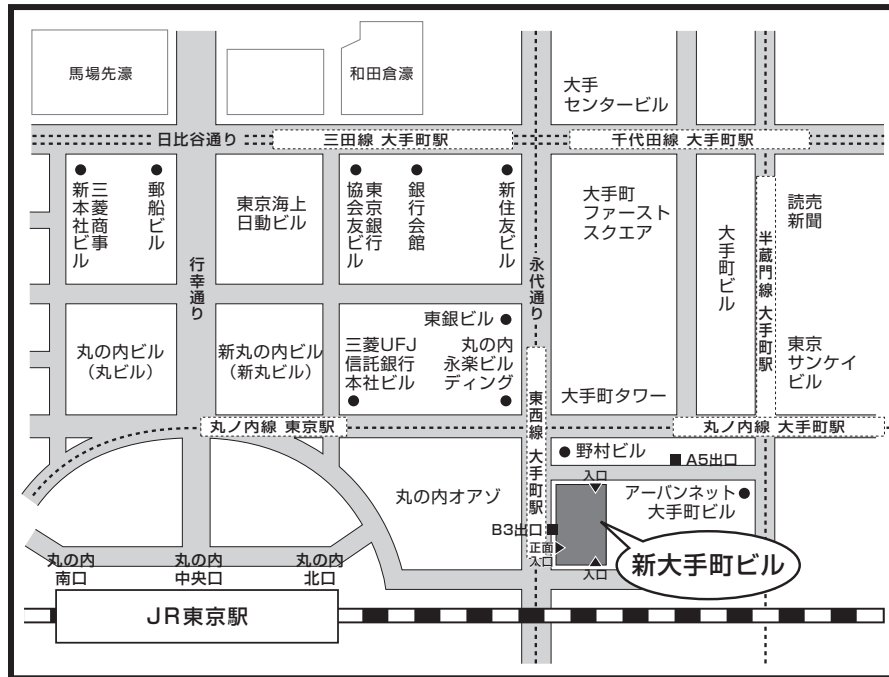 馬場先濠
和田倉濠
大手
センタービル
日比谷通り
三田線 大手町駅
千代田線 大手町駅
三菱商事
新本社ビル
郵船ビル
東京海上
日動ビル
東京銀行
協会友ビル
銀行会館
新住友ビル
大手町
ファースト
スクエア
大手町ビル
読売
新聞
行幸通り
永代通り
半蔵門線 大手町駅
東銀ビル
丸の内ビル
(丸ビル)
新丸の内ビル
(新丸ビル)
三菱UFJ
信託銀行
本社ビル
丸の内
永楽ビル
ディング
東京
サンケイ
ビル
大手町タワー
丸ノ内線 東京駅
東西線 大手町駅
丸ノ内線 大手町駅
野村ビル
A5出口
入口
丸の内オアゾ
アーバンネット
大手町ビル
B3出口
正面
入口
入口
新大手町ビル
丸の内
南口
丸の内
中央口
丸の内
北口
JR東京駅